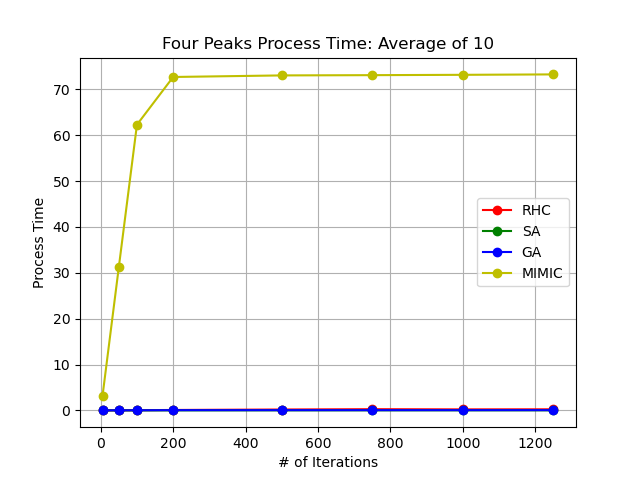 Four Peaks Process Time: Average of 10
Process Time
70
60
50
40
30
20
10
0
RHC
SA
GA
MIMIC
0 200 400 600 800 1000 1200
# of Iterations